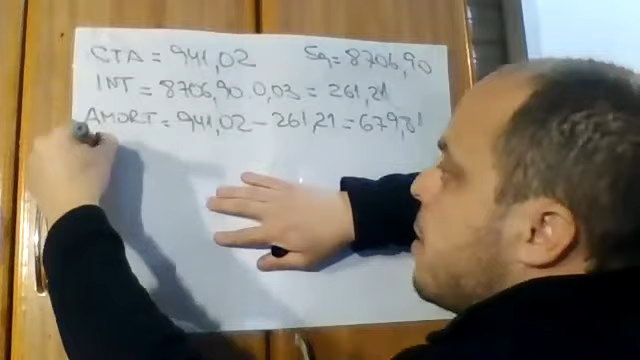 CTA = 941,02 Sa = 8706,90
INT = 8706,90 . 0,03 = 261,21
AMORT = 941,02 - 261,21 = 679,81